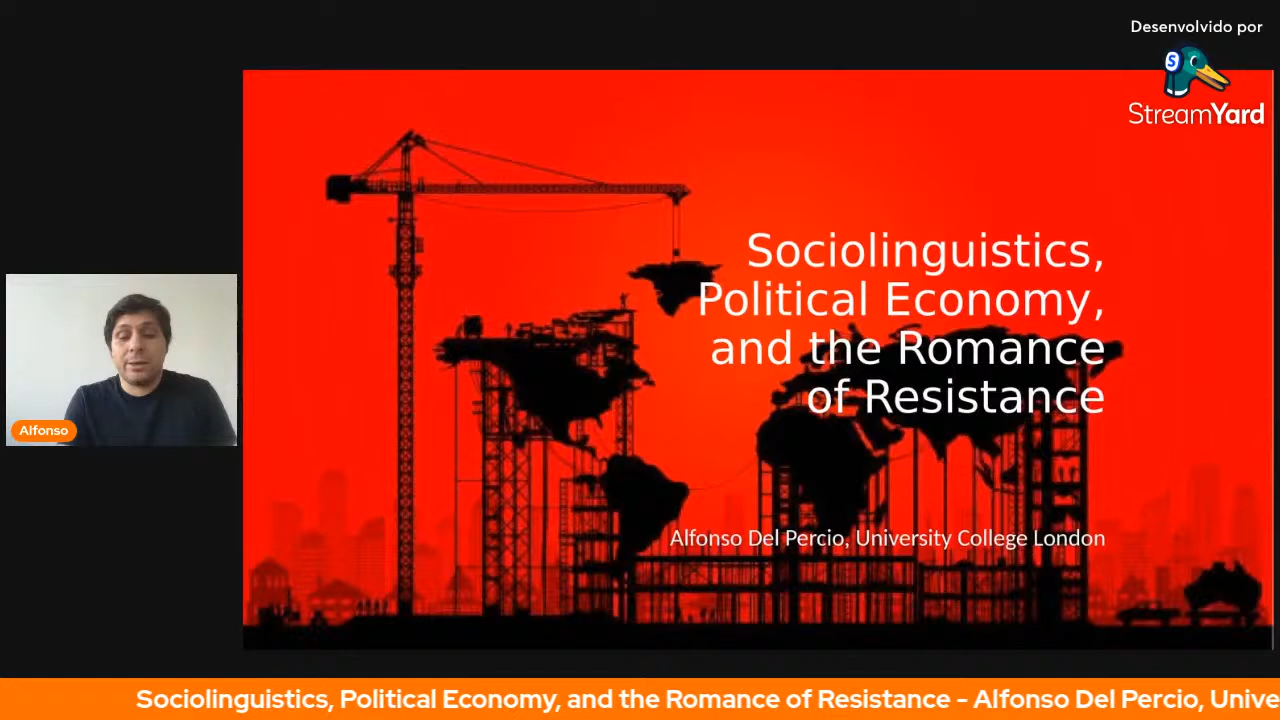 Desenvolvido por
StreamYard
Sociolinguistics,
Political Economy,
and the Romance
of Resistance
Alfonso Del Percio, University College London
Alfonso
Sociolinguistics, Political Economy, and the Romance of Resistance - Alfonso Del Percio, Unive